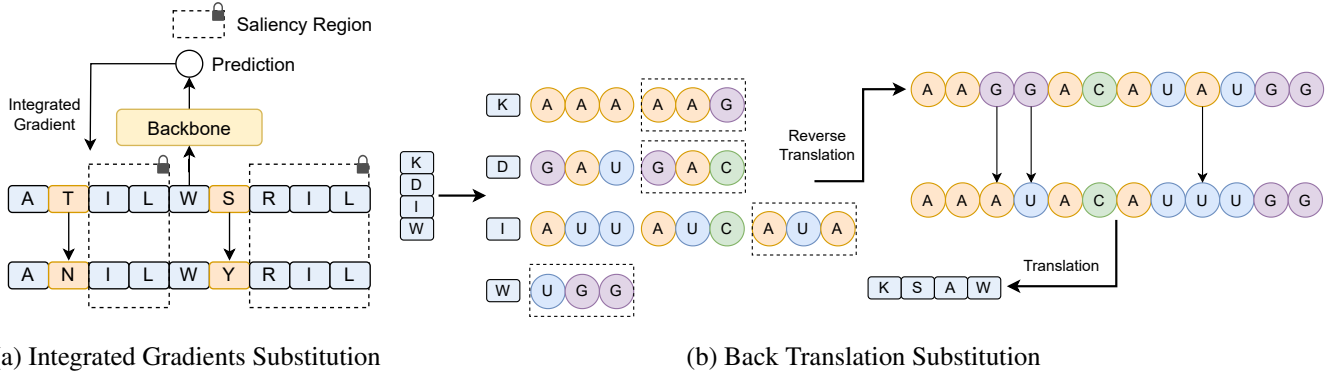 Saliency Region
Prediction
Integrated
Gradient
Backbone
A T I L W S R I L
A N I L W Y R I L
K
D
I
W
K A A A A A G
D G A U G A C
I A U U A U C A U A
W U G G
Reverse
Translation
A A G G A C A U A U G G
A A A U A C A U U U G G
Translation
K S A W
a) Integrated Gradients Substitution
(b) Back Translation Substitution